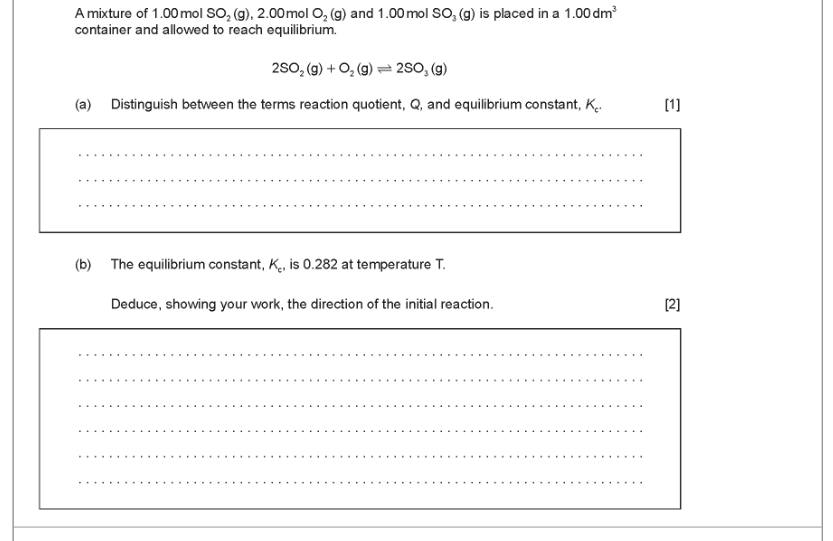 A mixture of 1.00 mol SO₂ (g), 2.00 mol O₂ (g) and 1.00 mol SO₃ (g) is placed in a 1.00 dm³
container and allowed to reach equilibrium.
2SO₂ (g) + O₂ (g) ⇌ 2SO₃ (g)
(a) Distinguish between the terms reaction quotient, Q, and equilibrium constant, Kc. [1]
(b) The equilibrium constant, Kc, is 0.282 at temperature T.
Deduce, showing your work, the direction of the initial reaction. [2]